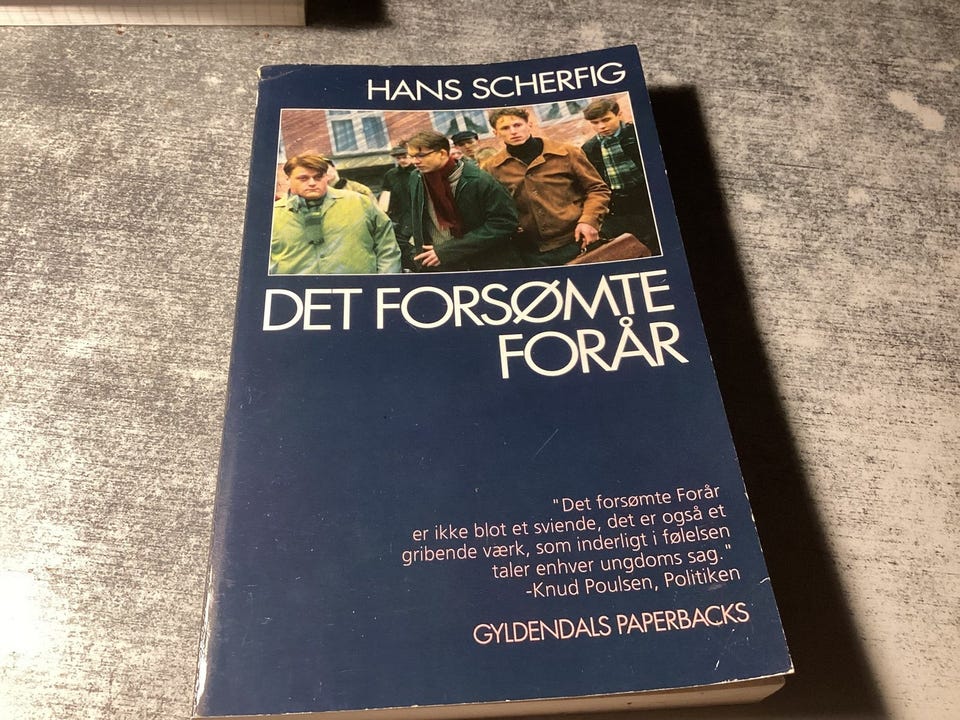 HANS SCHERFIG
DET FORSØMTE
FORÅR
"Det forsømte Forår
er ikke blot et sviende, det er også et
gribende værk, som inderligt i følelsen
taler enhver ungdoms sag."
-Knud Poulsen, Politiken
GYLDENDALS PAPERBACKS